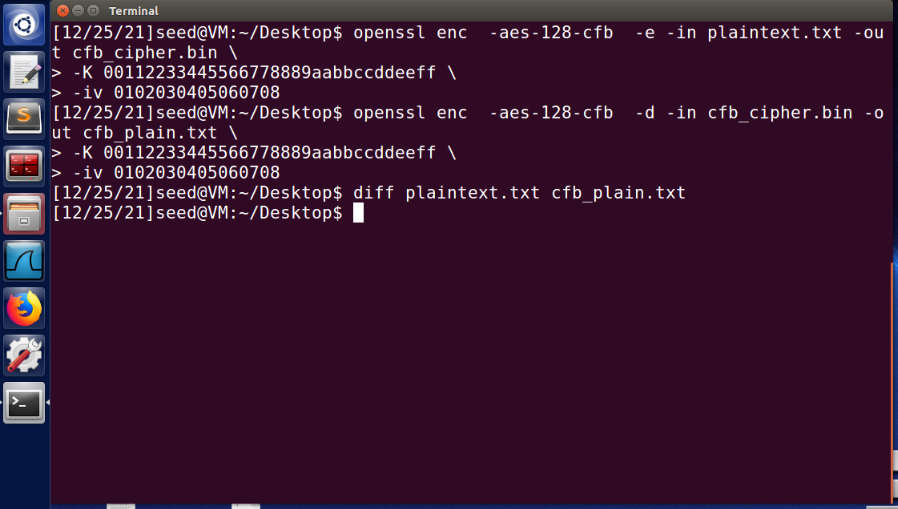 Terminal
[12/25/21]seed@VM:~/Desktop$ openssl enc  -aes-128-cfb  -e -in plaintext.txt -ou
t cfb_cipher.bin \
> -K 00112233445566778889aabbccddeeff \
> -iv 0102030405060708
[12/25/21]seed@VM:~/Desktop$ openssl enc  -aes-128-cfb  -d -in cfb_cipher.bin -o
ut cfb_plain.txt \
> -K 00112233445566778889aabbccddeeff \
> -iv 0102030405060708
[12/25/21]seed@VM:~/Desktop$ diff plaintext.txt cfb_plain.txt
[12/25/21]seed@VM:~/Desktop$